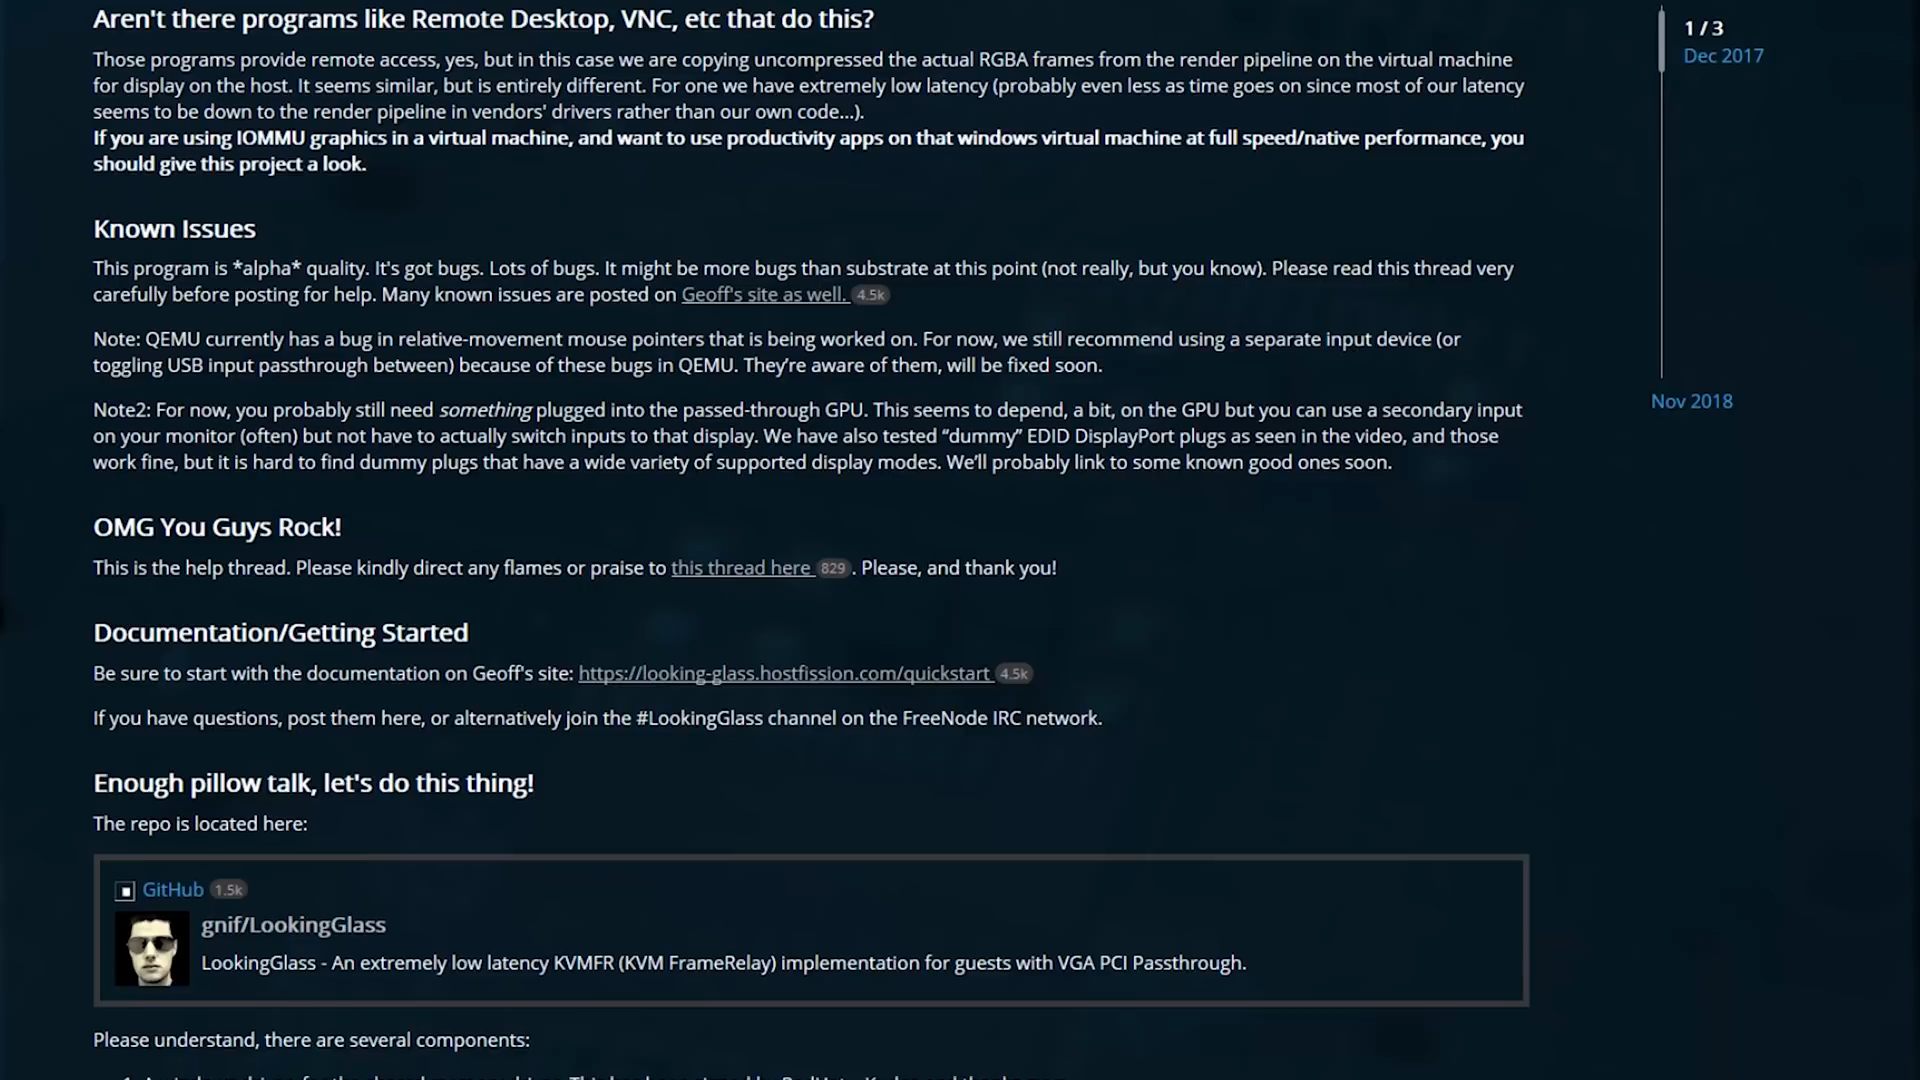 Aren't there programs like Remote Desktop, VNC, etc that do this?
Those programs provide remote access, yes, but in this case we are copying uncompressed the actual RGBA frames from the render pipeline on the virtual machine
for display on the host. It seems similar, but is entirely different. For one we have extremely low latency (probably even less as time goes on since most of our latency
seems to be down to the render pipeline in vendors' drivers rather than our own code...).
If you are using IOMMU graphics in a virtual machine, and want to use productivity apps on that windows virtual machine at full speed/native performance, you
should give this project a look.
1 / 3
Dec 2017
Nov 2018
Known Issues
This program is *alpha* quality. It's got bugs. Lots of bugs. It might be more bugs than substrate at this point (not really, but you know). Please read this thread very
carefully before posting for help. Many known issues are posted on Geoff's site as well. 4.5k
Note: QEMU currently has a bug in relative-movement mouse pointers that is being worked on. For now, we still recommend using a separate input device (or
toggling USB input passthrough between) because of these bugs in QEMU. They're aware of them, will be fixed soon.
Note2: For now, you probably still need something plugged into the passed-through GPU. This seems to depend, a bit, on the GPU but you can use a secondary input
on your monitor (often) but not have to actually switch inputs to that display. We have also tested “dummy” EDID DisplayPort plugs as seen in the video, and those
work fine, but it is hard to find dummy plugs that have a wide variety of supported display modes. We'll probably link to some known good ones soon.
OMG You Guys Rock!
This is the help thread. Please kindly direct any flames or praise to this thread here 829. Please, and thank you!
Documentation/Getting Started
Be sure to start with the documentation on Geoff's site: https://looking-glass.hostfission.com/quickstart 4.5k
If you have questions, post them here, or alternatively join the #LookingGlass channel on the FreeNode IRC network.
Enough pillow talk, let's do this thing!
The repo is located here:
GitHub 1.5k
gnif/LookingGlass
LookingGlass - An extremely low latency KVMFR (KVM FrameRelay) implementation for guests with VGA PCI Passthrough.
Please understand, there are several components: